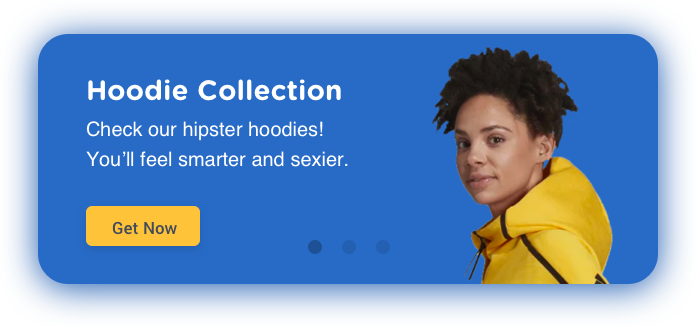 Hoodie Collection
Check our hipster hoodies!
You’ll feel smarter and sexier.
Get Now